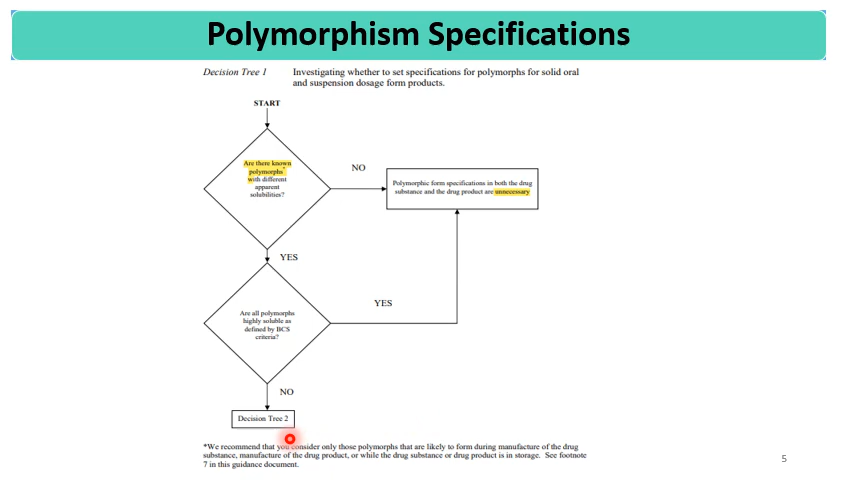 Polymorphism Specifications
Decision Tree 1 Investigating whether to set specifications for polymorphs for solid oral
and suspension dosage form products.
START
Are there known
polymorphs*
with different
apparent
solubilities?
NO
Polymorphic form specifications in both the drug
substance and the drug product are unnecessary
YES
Are all polymorphs
highly soluble as
defined by BCS
criteria?
YES
NO
Decision Tree 2
*We recommend that you consider only those polymorphs that are likely to form during manufacture of the drug
substance, manufacture of the drug product, or while the drug substance or drug product is in storage. See footnote
7 in this guidance document.
5